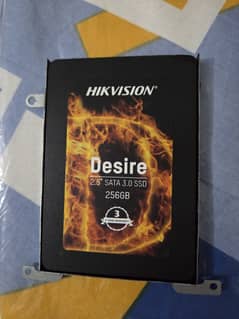 HIKVISION
Desire
2.5" SATA 3.0 SSD
256GB
3